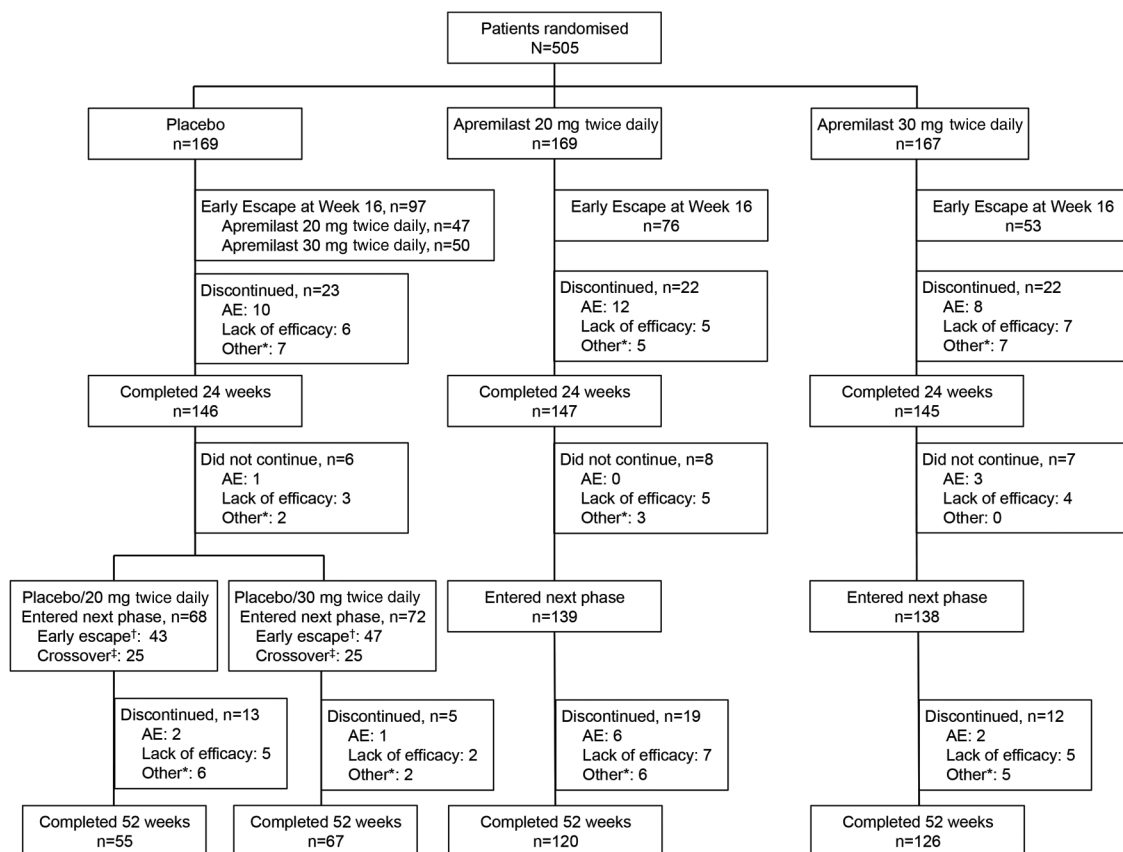 Patients randomised
N=505
Placebo
n=169
Apremilast 20 mg twice daily
n=169
Apremilast 30 mg twice daily
n=167
Early Escape at Week 16, n=97
Apremilast 20 mg twice daily, n=47
Apremilast 30 mg twice daily, n=50
Early Escape at Week 16
n=76
Early Escape at Week 16
n=53
Discontinued, n=23
AE: 10
Lack of efficacy: 6
Other*: 7
Discontinued, n=22
AE: 12
Lack of efficacy: 5
Other*: 5
Discontinued, n=22
AE: 8
Lack of efficacy: 7
Other*: 7
Completed 24 weeks
n=146
Completed 24 weeks
n=147
Completed 24 weeks
n=145
Did not continue, n=6
AE: 1
Lack of efficacy: 3
Other*: 2
Did not continue, n=8
AE: 0
Lack of efficacy: 5
Other*: 3
Did not continue, n=7
AE: 3
Lack of efficacy: 4
Other: 0
Placebo/20 mg twice daily
Entered next phase, n=68
Early escape†: 43
Crossover‡: 25
Placebo/30 mg twice daily
Entered next phase, n=72
Early escape†: 47
Crossover‡: 25
Entered next phase
n=139
Entered next phase
n=138
Discontinued, n=13
AE: 2
Lack of efficacy: 5
Other*: 6
Discontinued, n=5
AE: 1
Lack of efficacy: 2
Other*: 2
Discontinued, n=19
AE: 6
Lack of efficacy: 7
Other*: 6
Discontinued, n=12
AE: 2
Lack of efficacy: 5
Other*: 5
Completed 52 weeks
n=55
Completed 52 weeks
n=67
Completed 52 weeks
n=120
Completed 52 weeks
n=126